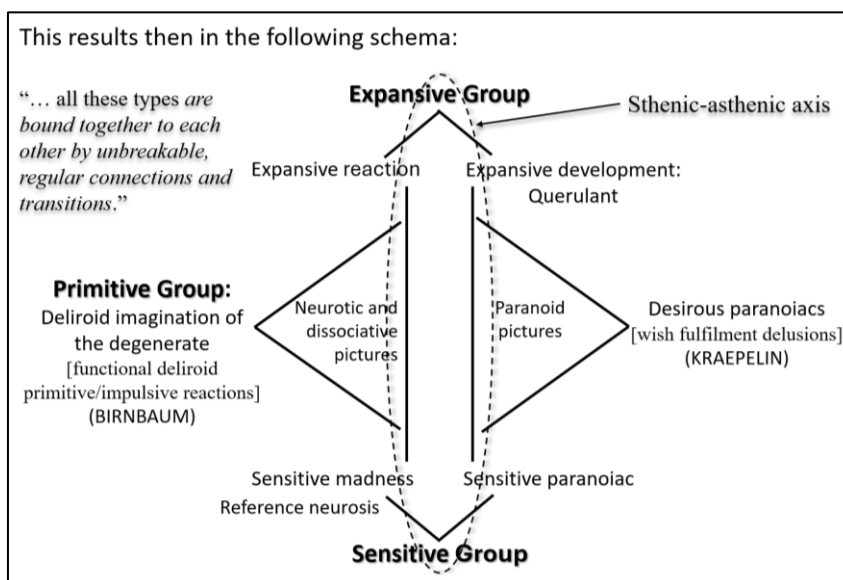 This results then in the following schema:
“… all these types are
bound together to each
other by unbreakable,
regular connections and
transitions.”
Expansive Group
Sthenic-asthenic axis
Expansive reaction
Expansive development:
Querulant
Primitive Group:
Deliroid imagination of
the degenerate
[functional deliroid
primitive/impulsive reactions]
(BIRNBAUM)
Neurotic and
dissociative
pictures
Paranoid
pictures
Desirous paranoiacs
[wish fulfilment delusions]
(KRAEPELIN)
Sensitive madness
Reference neurosis
Sensitive paranoiac
Sensitive Group